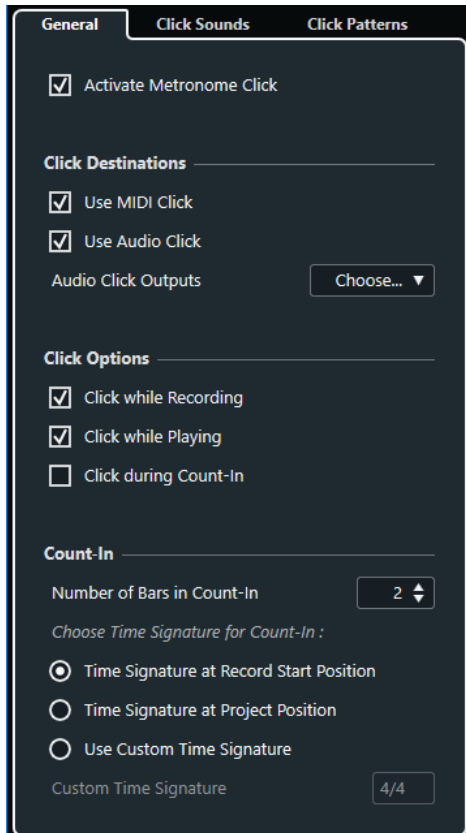 General Click Sounds Click Patterns
Activate Metronome Click
Click Destinations
Use MIDI Click
Use Audio Click
Audio Click Outputs Choose...
Click Options
Click while Recording
Click while Playing
Click during Count-In
Count-In
Number of Bars in Count-In 2
Choose Time Signature for Count-In :
Time Signature at Record Start Position
Time Signature at Project Position
Use Custom Time Signature
Custom Time Signature 4/4